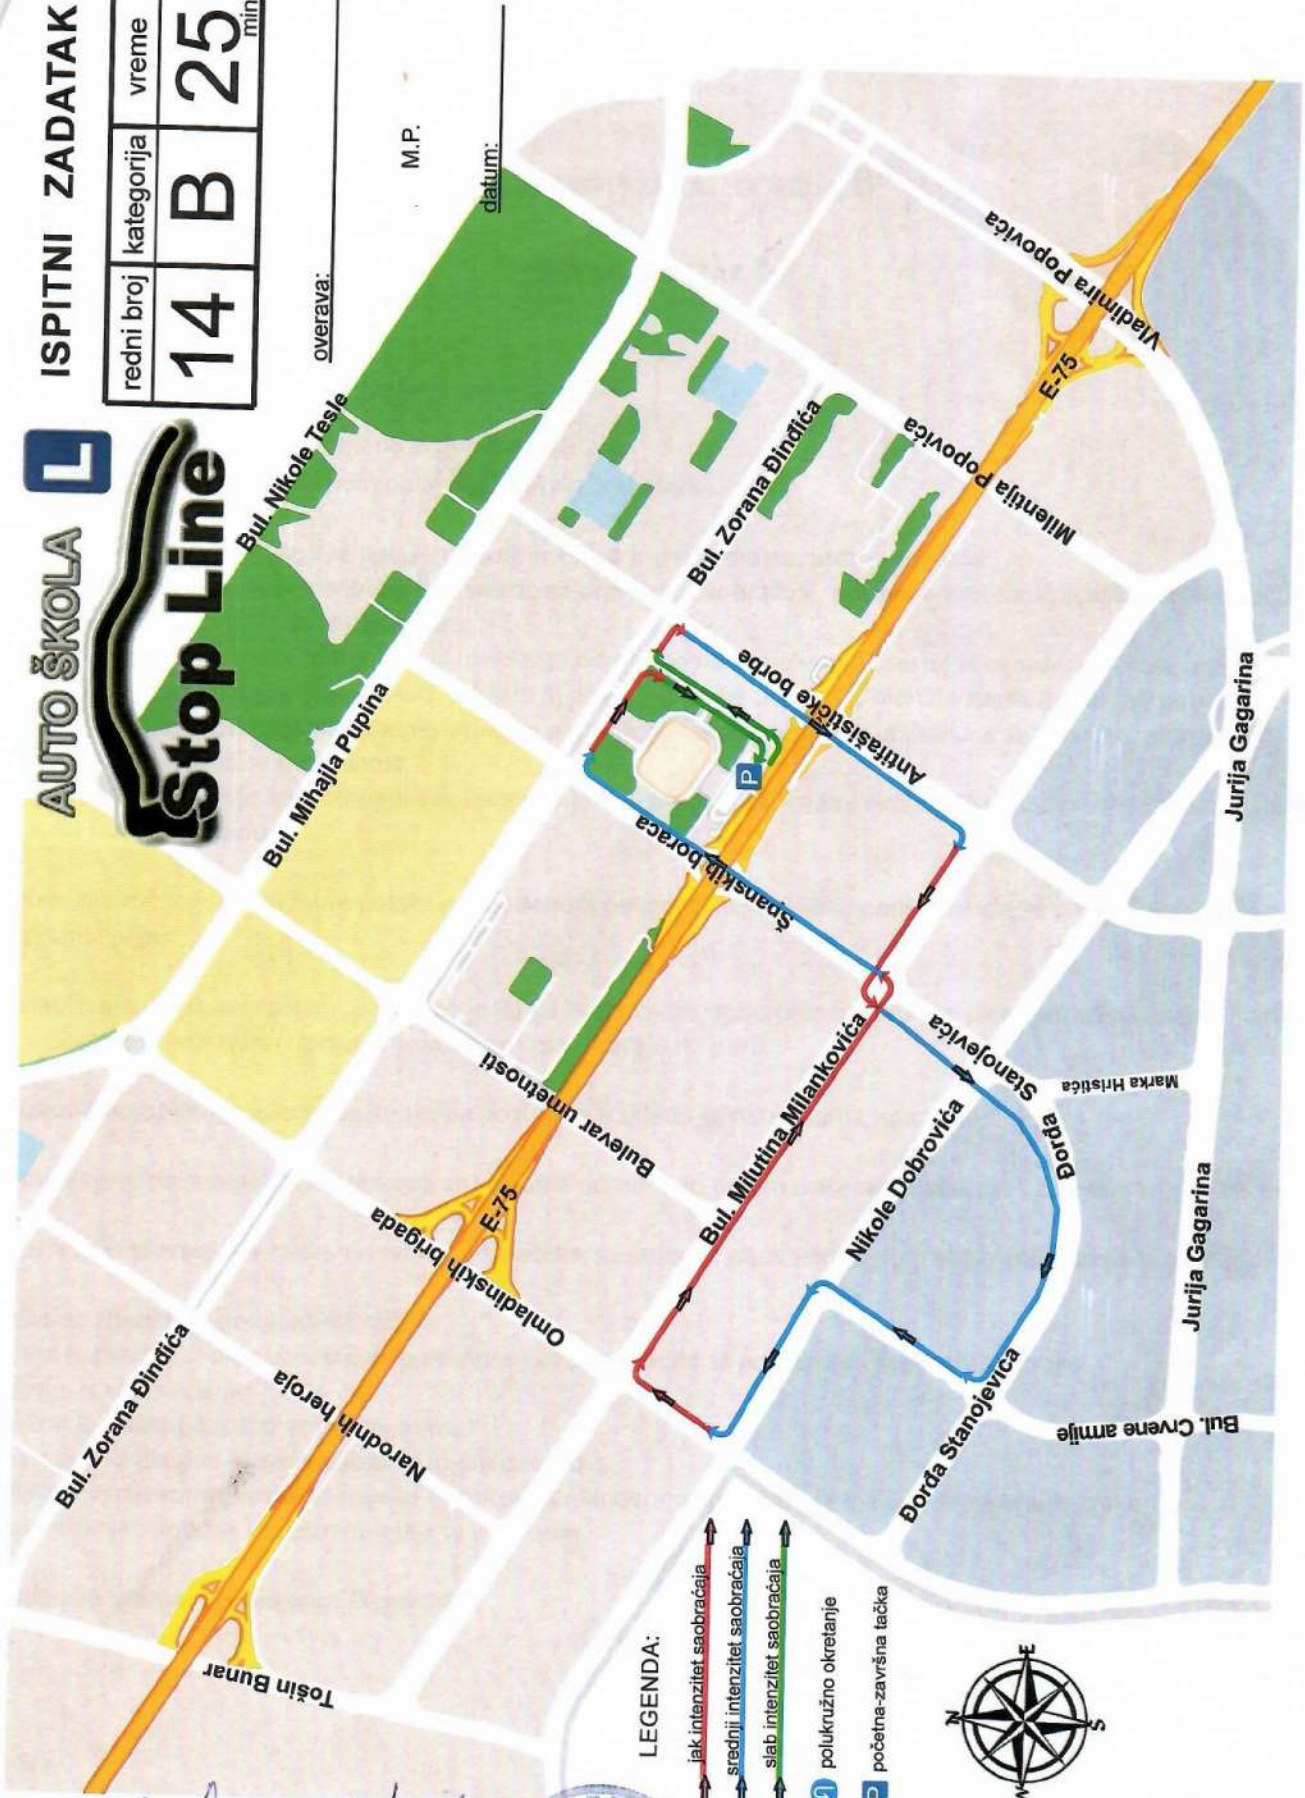 AUTO ŠKOLA L
Stop Line
ISPITNI ZADATAK
redni broj kategorija vreme
14 B 25 min
overava:
M.P.
datum:
Bul. Nikole Tesle
Bul. Mihajla Pupina
Bul. Zorana Đinđića
Bul. Zorana Đinđića
Vladimira Popovića
E-75
Milentija Popovića
Antifašističke borbe
P
Španskih boraca
Bulevar umetnosti
Omladinskih brigada
E-75
Narodnih heroja
Tošin Bunar
Bul. Milutina Milankovića
Nikole Dobrovića
Đorđa Stanojevića
Marka Hristića
Đorđa Stanojevića
Bul. Crvene armije
Jurija Gagarina
Jurija Gagarina
LEGENDA:
jak intenzitet saobraćaja
srednji intenzitet saobraćaja
slab intenzitet saobraćaja
polukružno okretanje
P početna-završna tačka
N
E
S
W